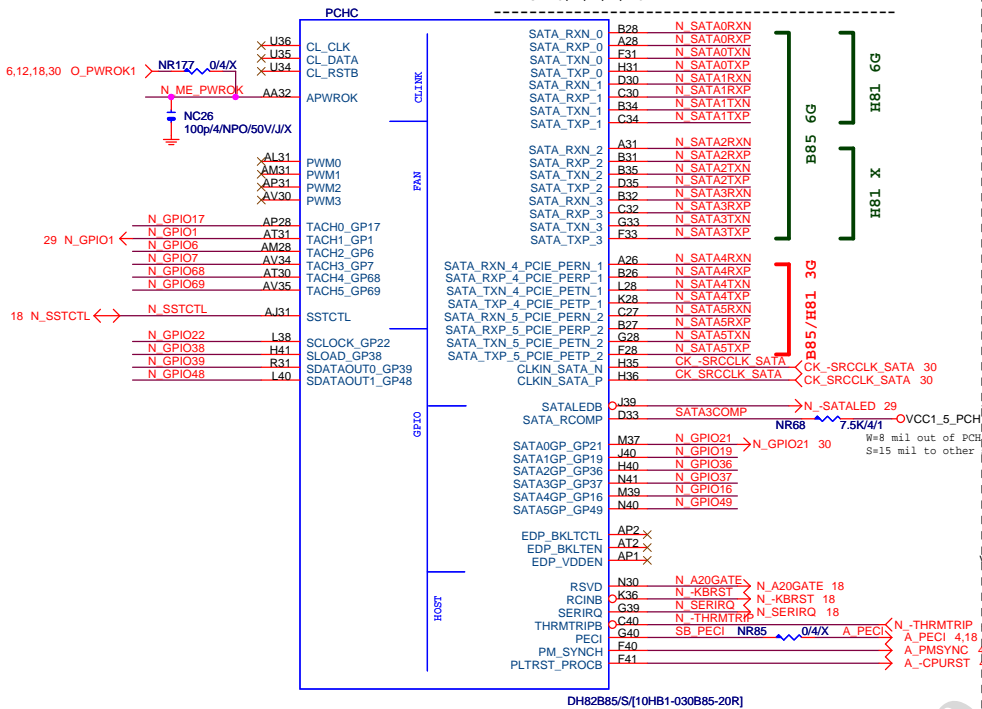 PCHC
U36 CL_CLK
U35 CL_DATA
U34 CL_RSTB
6,12,18,30 O_PWROK1 NR177 0/4/X
N_ME_PWROK AA32 APWROK
NC26
100p/4/NPO/50V/J/X
AL31 PWM0
AM31 PWM1
AP31 PWM2
AV30 PWM3
N_GPIO17 AP28 TACH0_GP17
29 N_GPIO1 N_GPIO1 AT31 TACH1_GP1
N_GPIO6 AM28 TACH2_GP6
N_GPIO7 AV34 TACH3_GP7
N_GPIO68 AT30 TACH4_GP68
N_GPIO69 AV35 TACH5_GP69
18 N_SSTCTL N_SSTCTL AJ31 SSTCTL
N_GPIO22 L38 SCLOCK_GP22
N_GPIO38 H41 SLOAD_GP38
N_GPIO39 R31 SDATAOUT0_GP39
N_GPIO48 L40 SDATAOUT1_GP48
CLINK
FAN
GPIO
HOST
SATA_RXN_0 B28 N_SATA0RXN
SATA_RXP_0 A28 N_SATA0RXP
SATA_TXN_0 F31 N_SATA0TXN
SATA_TXP_0 H31 N_SATA0TXP
SATA_RXN_1 D30 N_SATA1RXN
SATA_RXP_1 C30 N_SATA1RXP
SATA_TXN_1 B34 N_SATA1TXN
SATA_TXP_1 C34 N_SATA1TXP
SATA_RXN_2 A31 N_SATA2RXN
SATA_RXP_2 B31 N_SATA2RXP
SATA_TXN_2 B35 N_SATA2TXN
SATA_TXP_2 D35 N_SATA2TXP
SATA_RXN_3 B32 N_SATA3RXN
SATA_RXP_3 C32 N_SATA3RXP
SATA_TXN_3 G33 N_SATA3TXN
SATA_TXP_3 F33 N_SATA3TXP
B85 6G
H81 6G
H81 X
SATA_RXN_4_PCIE_PERN_1 A26 N_SATA4RXN
SATA_RXP_4_PCIE_PERP_1 B26 N_SATA4RXP
SATA_TXN_4_PCIE_PETN_1 L28 N_SATA4TXN
SATA_TXP_4_PCIE_PETP_1 K28 N_SATA4TXP
SATA_RXN_5_PCIE_PERN_2 C27 N_SATA5RXN
SATA_RXP_5_PCIE_PERP_2 B27 N_SATA5RXP
SATA_TXN_5_PCIE_PETN_2 G28 N_SATA5TXN
SATA_TXP_5_PCIE_PETP_2 F28 N_SATA5TXP
B85/H81 3G
CLKIN_SATA_N H35 CK_-SRCCLK_SATA CK_-SRCCLK_SATA 30
CLKIN_SATA_P H36 CK_SRCCLK_SATA CK_SRCCLK_SATA 30
SATALEDB J39 N_-SATALED 29
SATA_RCOMP D33 SATA3COMP NR68 7.5K/4/1 VCC1_5_PCH
W=8 mil out of PCH
S=15 mil to other
SATA0GP_GP21 M37 N_GPIO21 N_GPIO21 30
SATA1GP_GP19 J40 N_GPIO19
SATA2GP_GP36 H40 N_GPIO36
SATA3GP_GP37 N41 N_GPIO37
SATA4GP_GP16 M39 N_GPIO16
SATA5GP_GP49 N40 N_GPIO49
EDP_BKLTCTL AP2
EDP_BKLTEN AT2
EDP_VDDEN AP1
RSVD N30 N_A20GATE N_A20GATE 18
RCINB K36 N_-KBRST N_-KBRST 18
SERIRQ G39 N_SERIRQ N_SERIRQ 18
THRMTRIPB C40 N_-THRMTRIP N_-THRMTRIP
PECI G40 SB_PECI NR85 0/4/X A_PECI A_PECI 4,18
PM_SYNCH F40 A_PMSYNC
PLTRST_PROCB F41 A_-CPURST
DH82B85/S/[10HB1-030B85-20R]